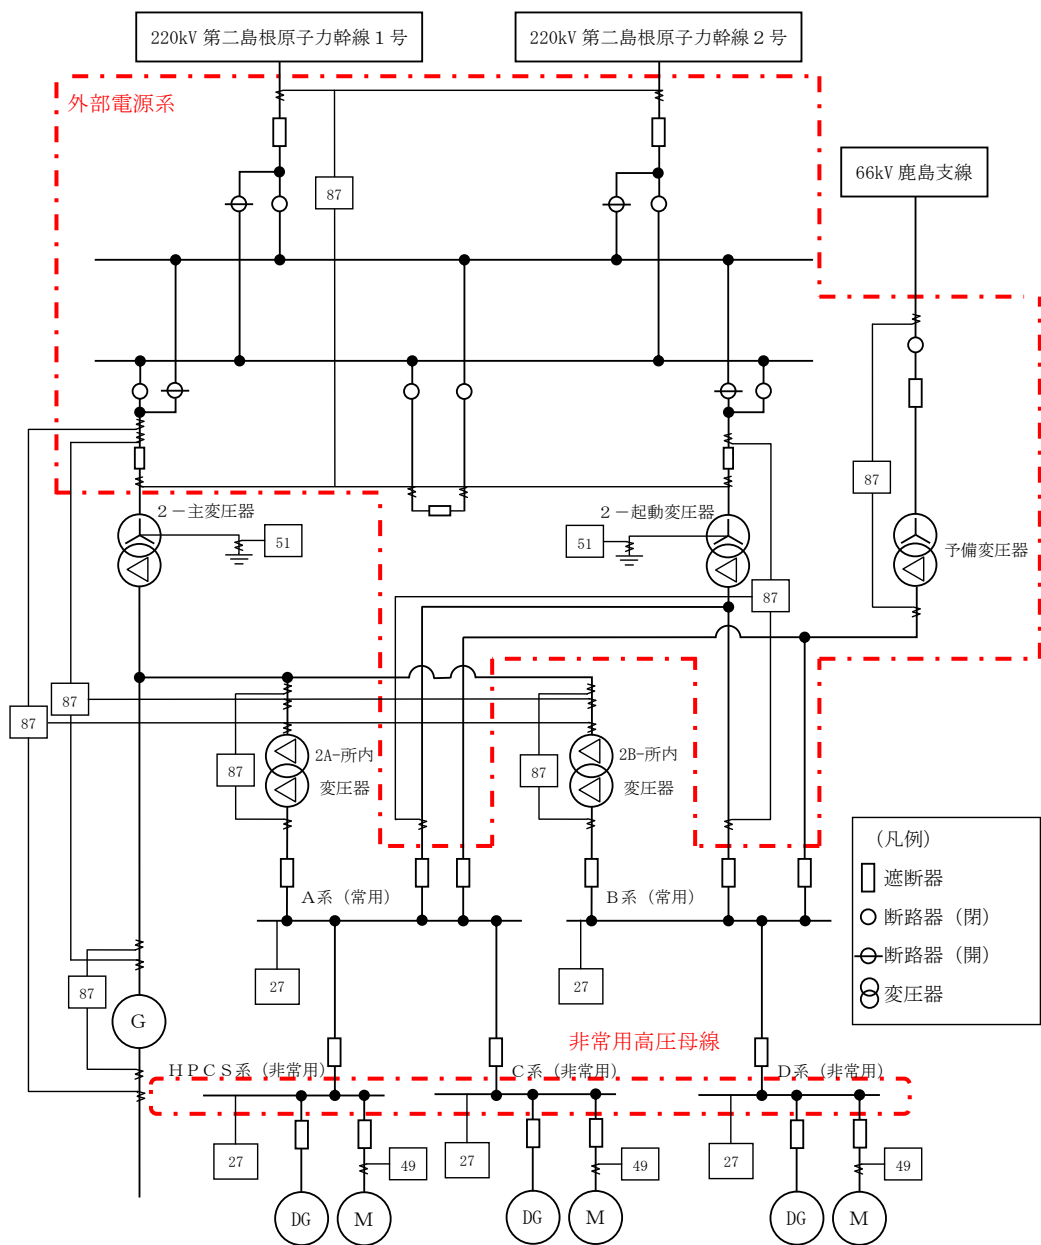 220kV 第二島根原子力幹線１号
220kV 第二島根原子力幹線２号
外部電源系
66kV 鹿島支線
87
87
２－主変圧器
51
２－起動変圧器
51
予備変圧器
87
87
87
2A-所内
変圧器
87
2B-所内
変圧器
87
(凡例)
遮断器
断路器（閉）
断路器（開）
変圧器
A系（常用）
B系（常用）
27
27
87
G
非常用高圧母線
ＨＰＣＳ系（非常用）
C系（非常用）
D系（非常用）
27
49
27
49
27
49
DG
M
DG
M
DG
M